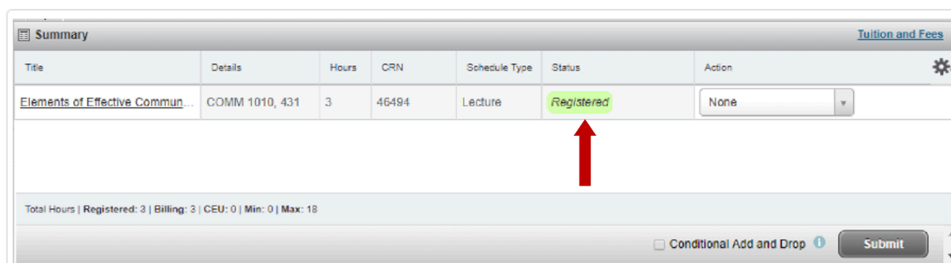 Summary Tuition and Fees
Title Details Hours CRN Schedule Type Status Action
Elements of Effective Commun... COMM 1010, 431 3 46494 Lecture Registered None
Total Hours | Registered: 3 | Billing: 3 | CEU: 0 | Min: 0 | Max: 18
Conditional Add and Drop Submit